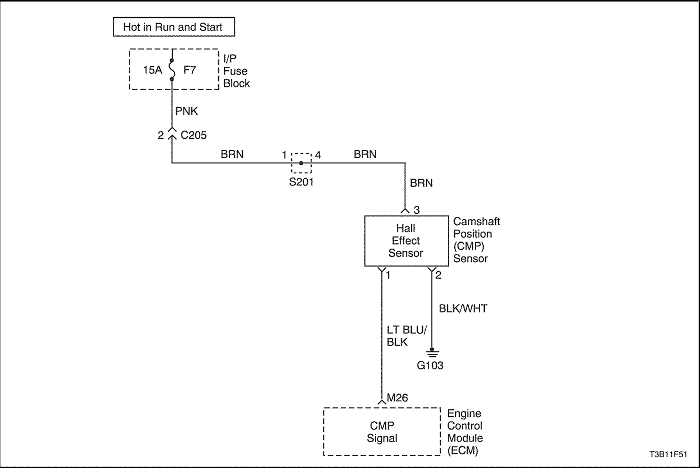 Hot in Run and Start
15A F7
I/P
Fuse
Block
PNK
2 C205
BRN 1 4 BRN
S201
BRN
3
Hall
Effect
Sensor
Camshaft
Position
(CMP)
Sensor
1 2
BLK/WHT
LT BLU/
BLK
G103
M26
CMP
Signal
Engine
Control
Module
(ECM)
T3B11F51